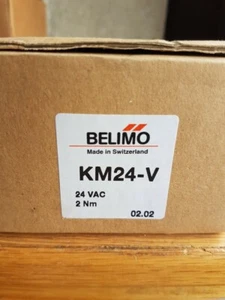 BELIMO
Made in Switzerland
KM24-V
24 VAC
2 Nm
02.02